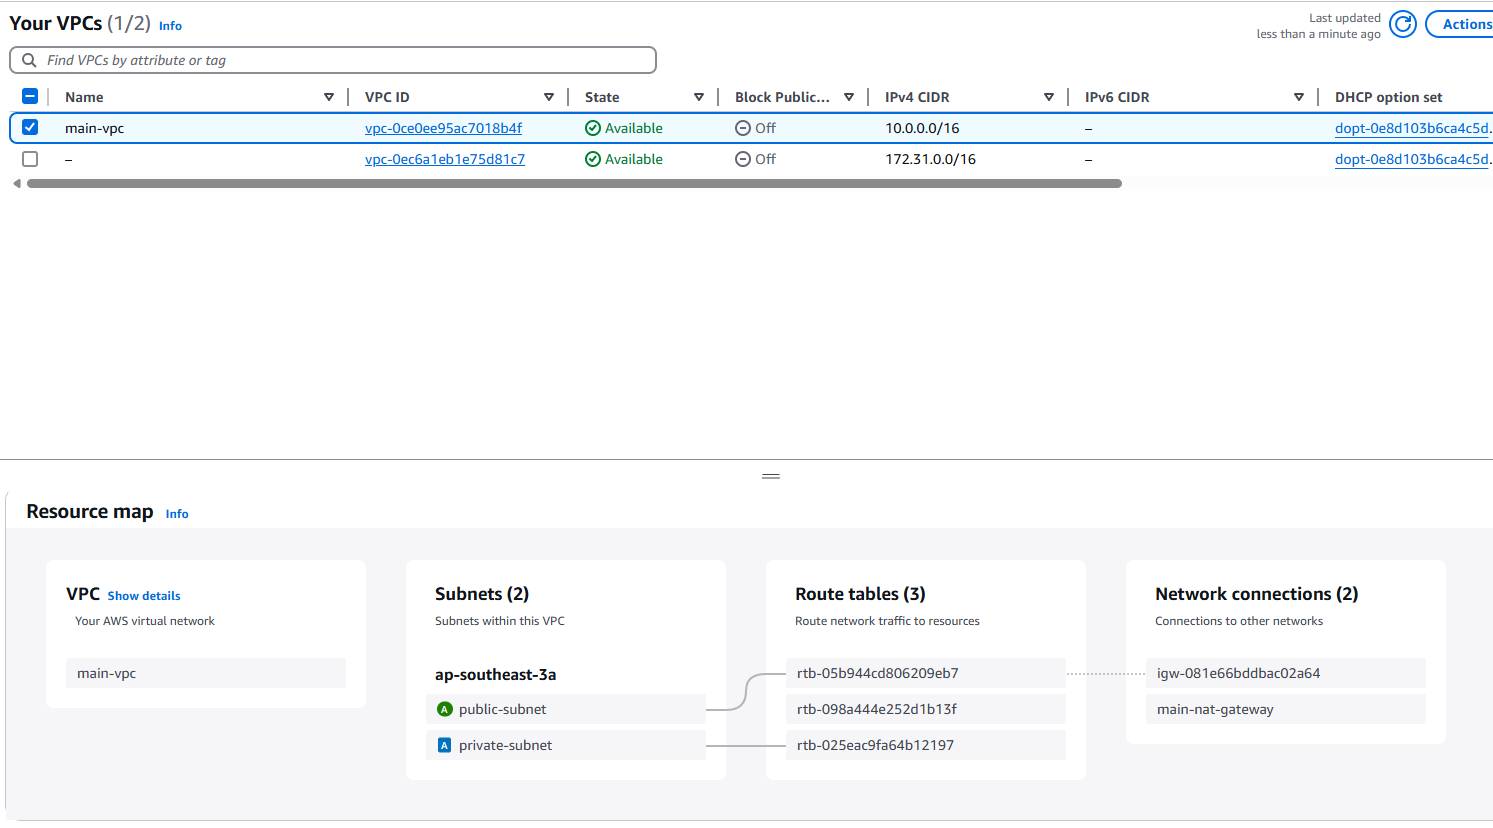 Your VPCs (1/2) Info
Last updated
less than a minute ago
Actions
Find VPCs by attribute or tag
Name VPC ID State Block Public... IPv4 CIDR IPv6 CIDR DHCP option set
main-vpc vpc-0ce0ee95ac7018b4f Available Off 10.0.0.0/16 – dopt-0e8d103b6ca4c5d.
– vpc-0ec6a1eb1e75d81c7 Available Off 172.31.0.0/16 – dopt-0e8d103b6ca4c5d.
Resource map Info
VPC Show details
Your AWS virtual network
main-vpc
Subnets (2)
Subnets within this VPC
ap-southeast-3a
A public-subnet
A private-subnet
Route tables (3)
Route network traffic to resources
rtb-05b944cd806209eb7
rtb-098a444e252d1b13f
rtb-025eac9fa64b12197
Network connections (2)
Connections to other networks
igw-081e66bddbac02a64
main-nat-gateway